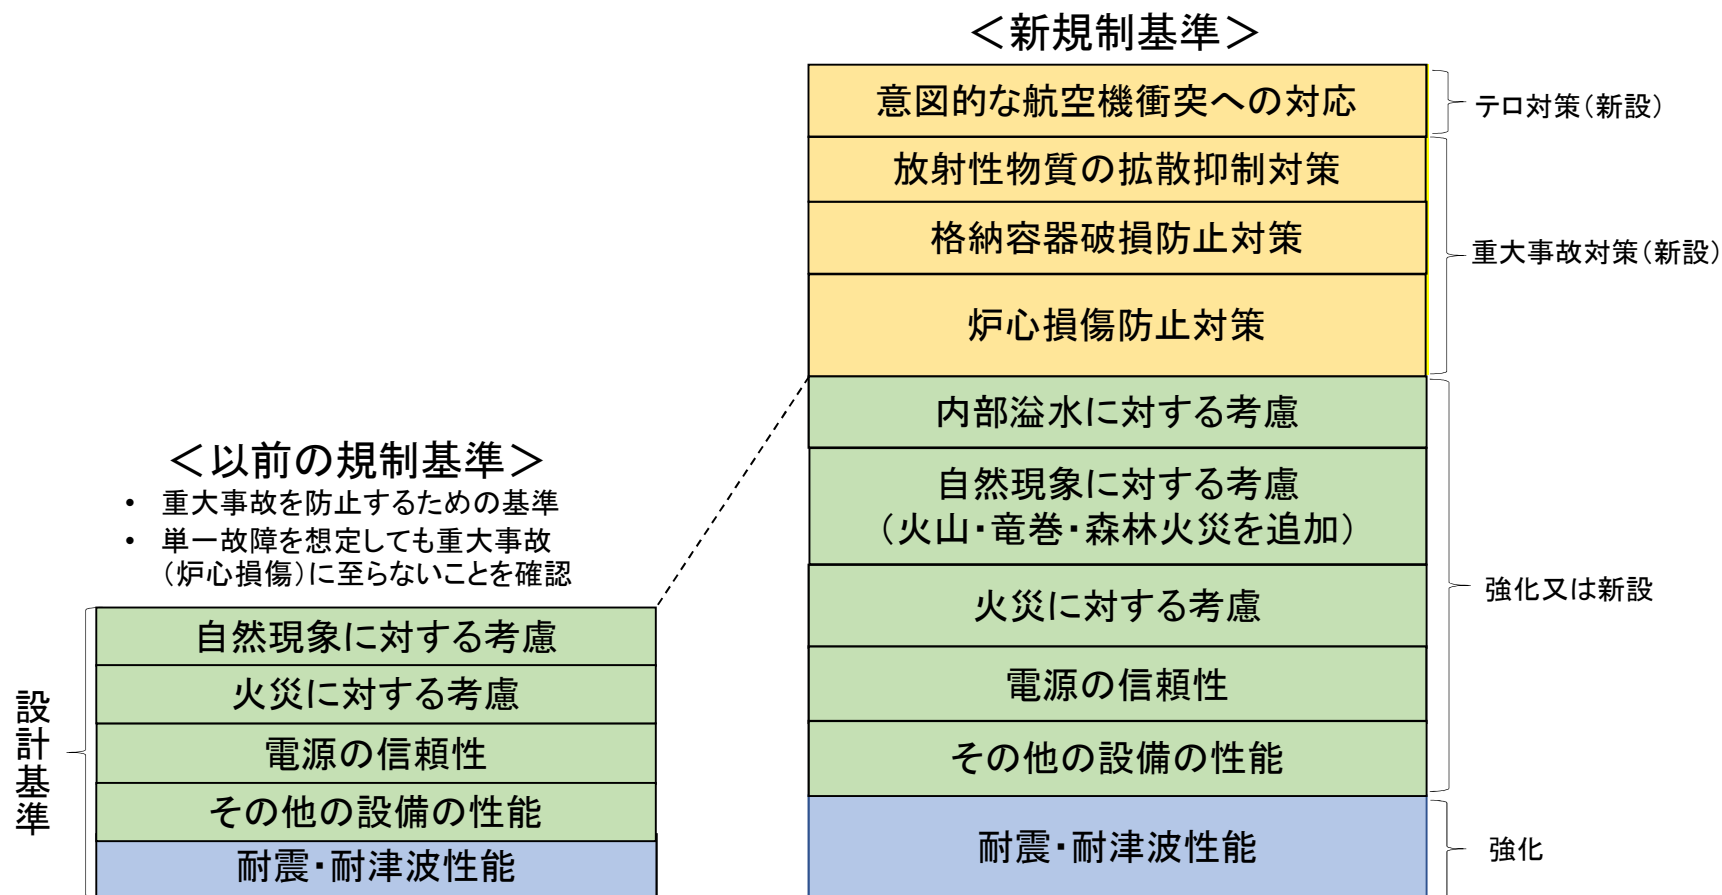 ＜以前の規制基準＞
• 重大事故を防止するための基準
• 単一故障を想定しても重大事故
（炉心損傷）に至らないことを確認
設計基準
自然現象に対する考慮
火災に対する考慮
電源の信頼性
その他の設備の性能
耐震・耐津波性能
＜新規制基準＞
意図的な航空機衝突への対応
放射性物質の拡散抑制対策
格納容器破損防止対策
炉心損傷防止対策
内部溢水に対する考慮
自然現象に対する考慮
（火山・竜巻・森林火災を追加）
火災に対する考慮
電源の信頼性
その他の設備の性能
耐震・耐津波性能
テロ対策（新設）
重大事故対策（新設）
強化又は新設
強化